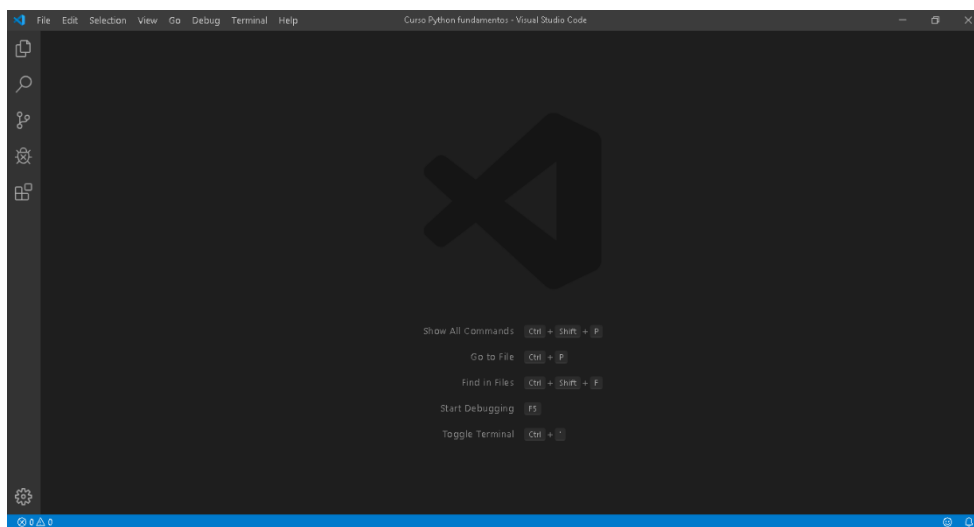 File Edit Selection View Go Debug Terminal Help Curso Python fundamentos - Visual Studio Code
Show All Commands Ctrl + Shift + P
Go to File Ctrl + P
Find in Files Ctrl + Shift + F
Start Debugging F5
Toggle Terminal Ctrl + '
0 0